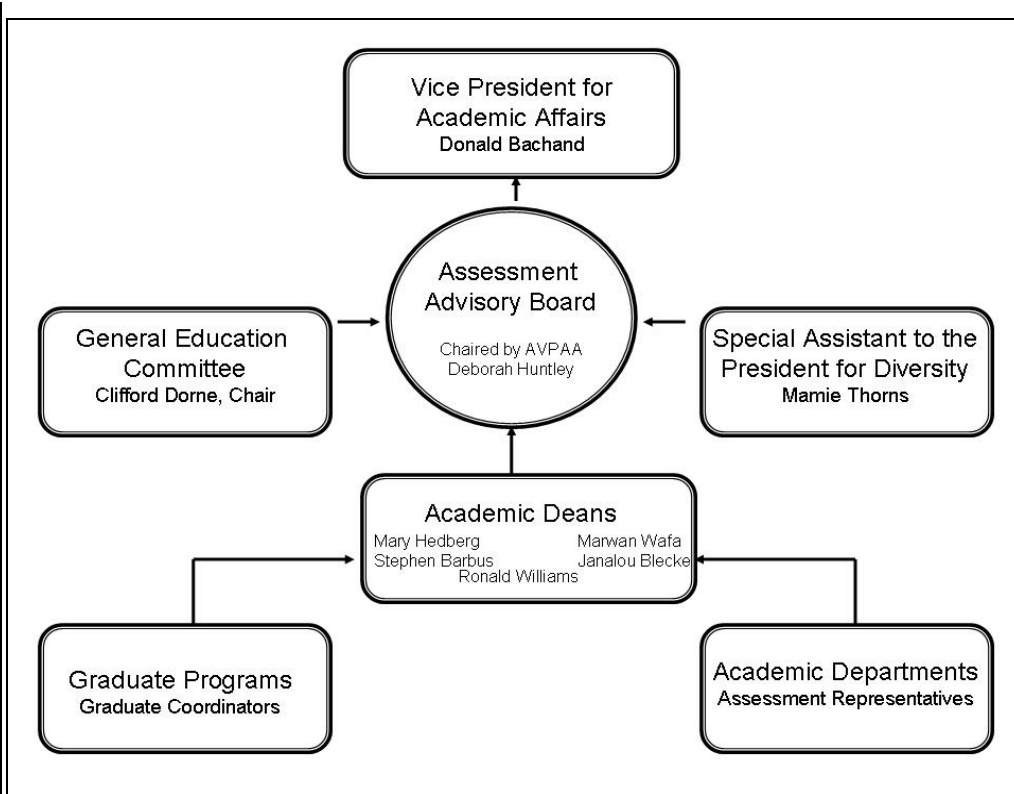 Vice President for
Academic Affairs
Donald Bachand
Assessment
Advisory Board
Chaired by AVPAA
Deborah Huntley
General Education
Committee
Clifford Dorne, Chair
Special Assistant to the
President for Diversity
Mamie Thorns
Academic Deans
Mary Hedberg
Marwan Wafa
Stephen Barbus
Janalou Blecke
Ronald Williams
Graduate Programs
Graduate Coordinators
Academic Departments
Assessment Representatives